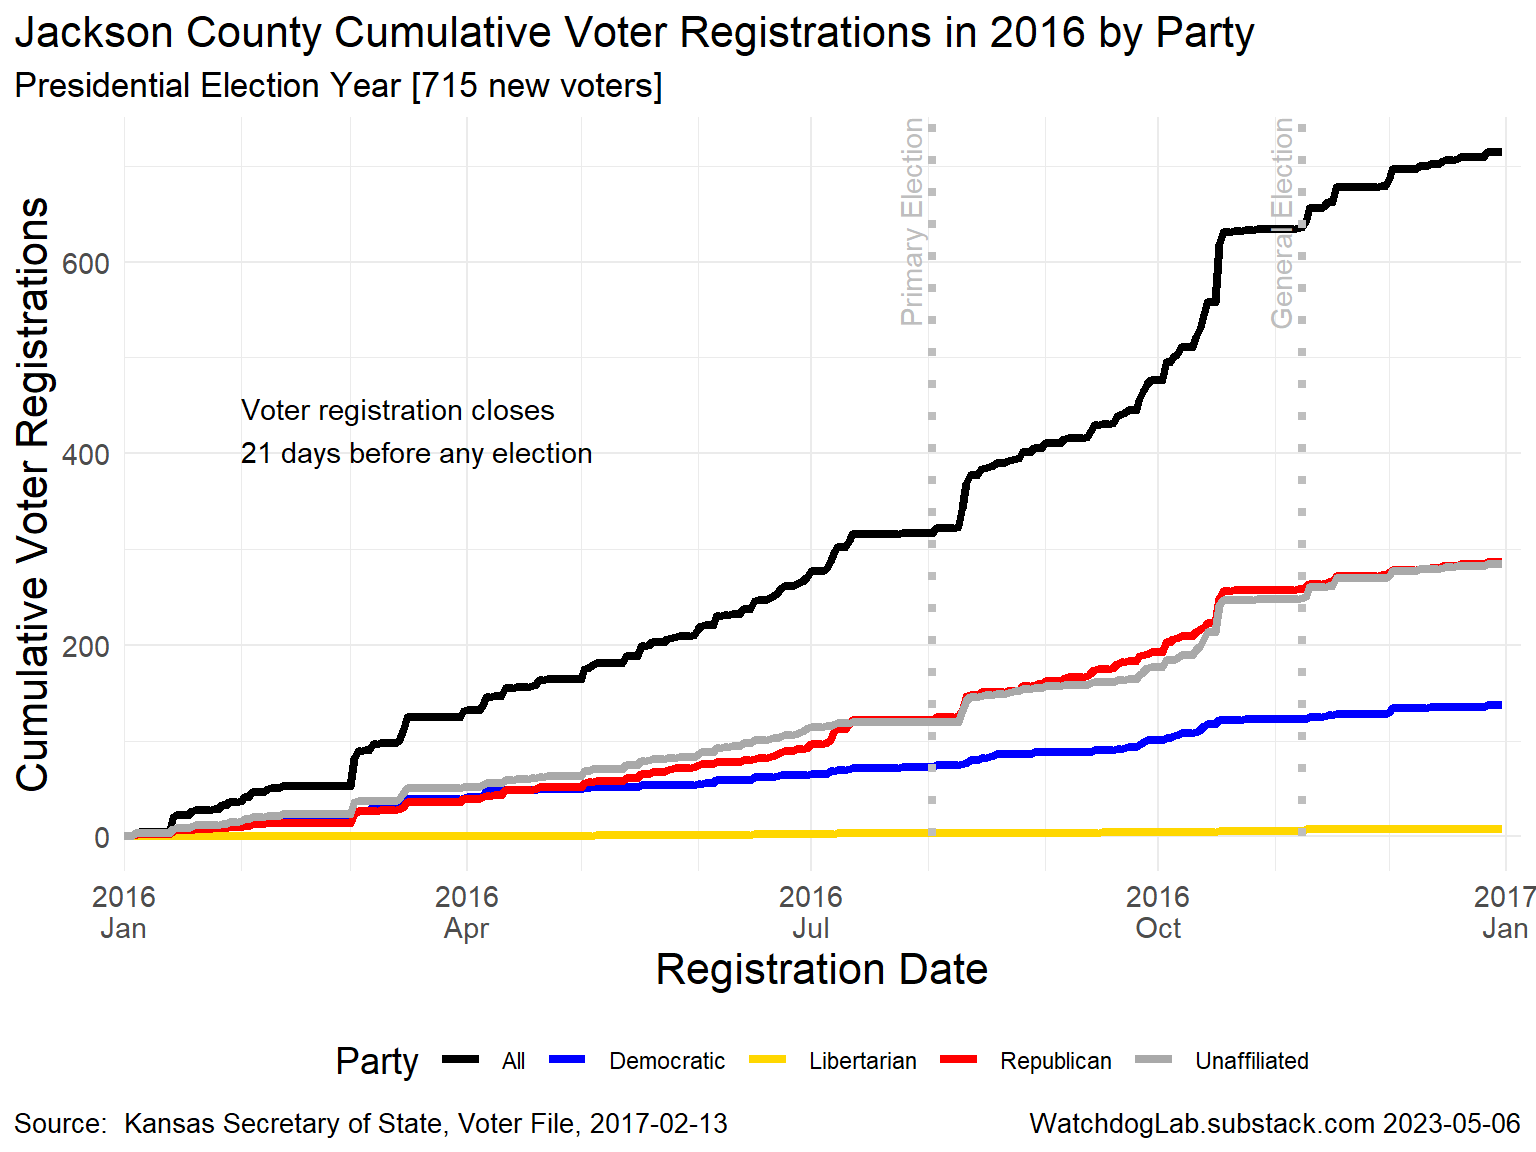 Jackson County Cumulative Voter Registrations in 2016 by Party
Presidential Election Year [715 new voters]
Cumulative Voter Registrations
600
400
200
0
Voter registration closes
21 days before any election
Primary Election
General Election
2016 2016 2016 2016 2017
Jan Apr Jul Oct Jan
Registration Date
Party All Democratic Libertarian Republican Unaffiliated
Source: Kansas Secretary of State, Voter File, 2017-02-13
WatchdogLab.substack.com 2023-05-06